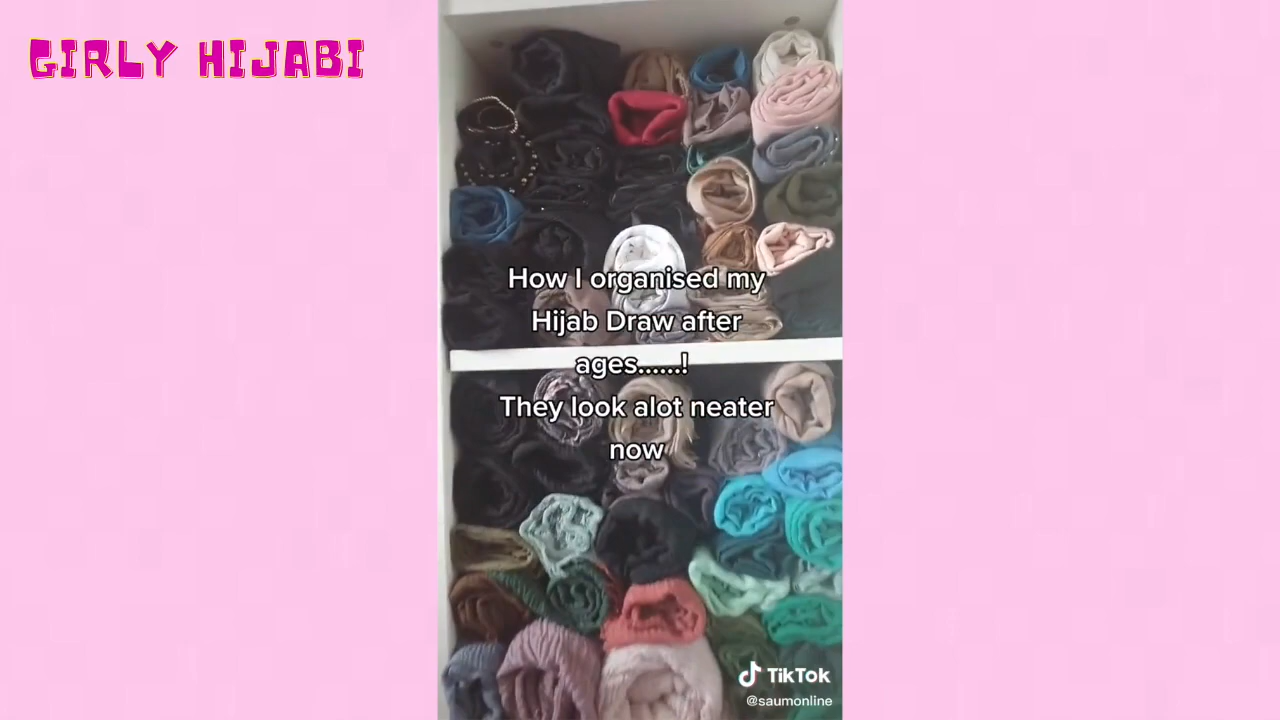 GIRLY HIJABI
How I organised my
Hijab Draw after
ages......!
They look alot neater
now
TikTok
@saumonline